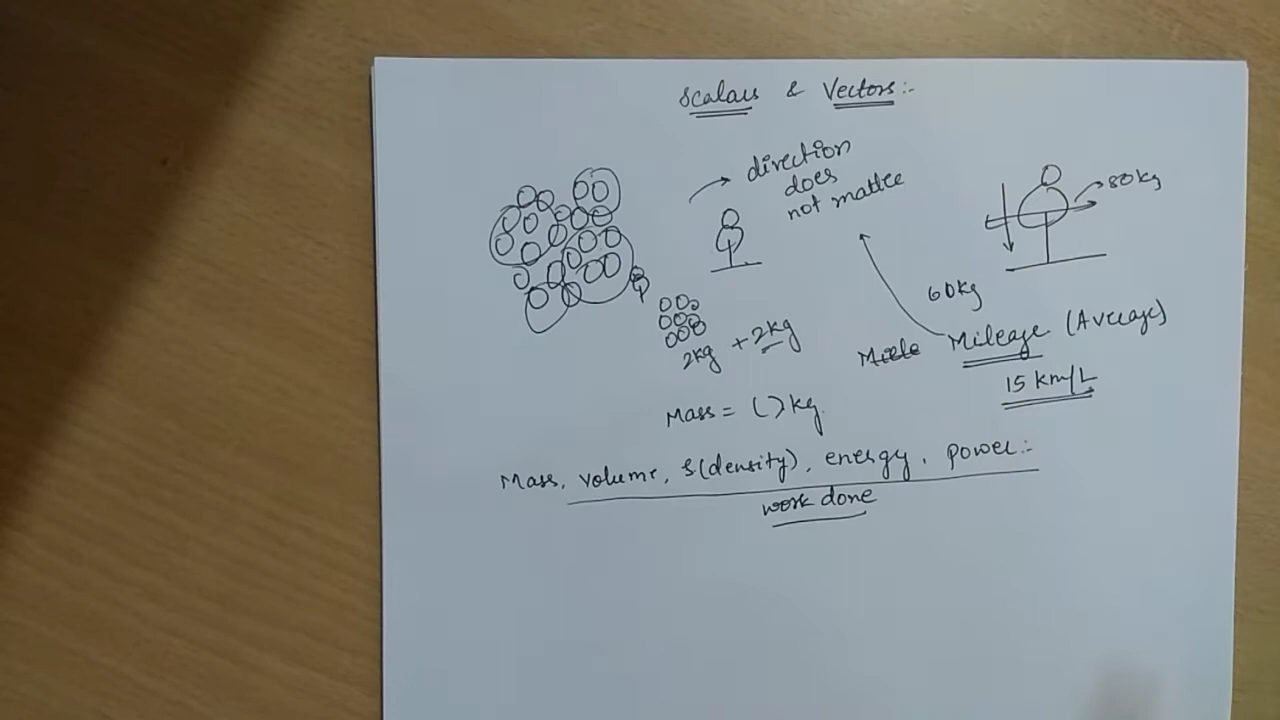 Scalars & Vectors:-
direction
does
not matter
80kg
60kg
2kg + 2kg
Mileage (Average)
15 km/L
Mass = ( ) kg.
Mass, volume, ρ(density), energy, power:-
work done